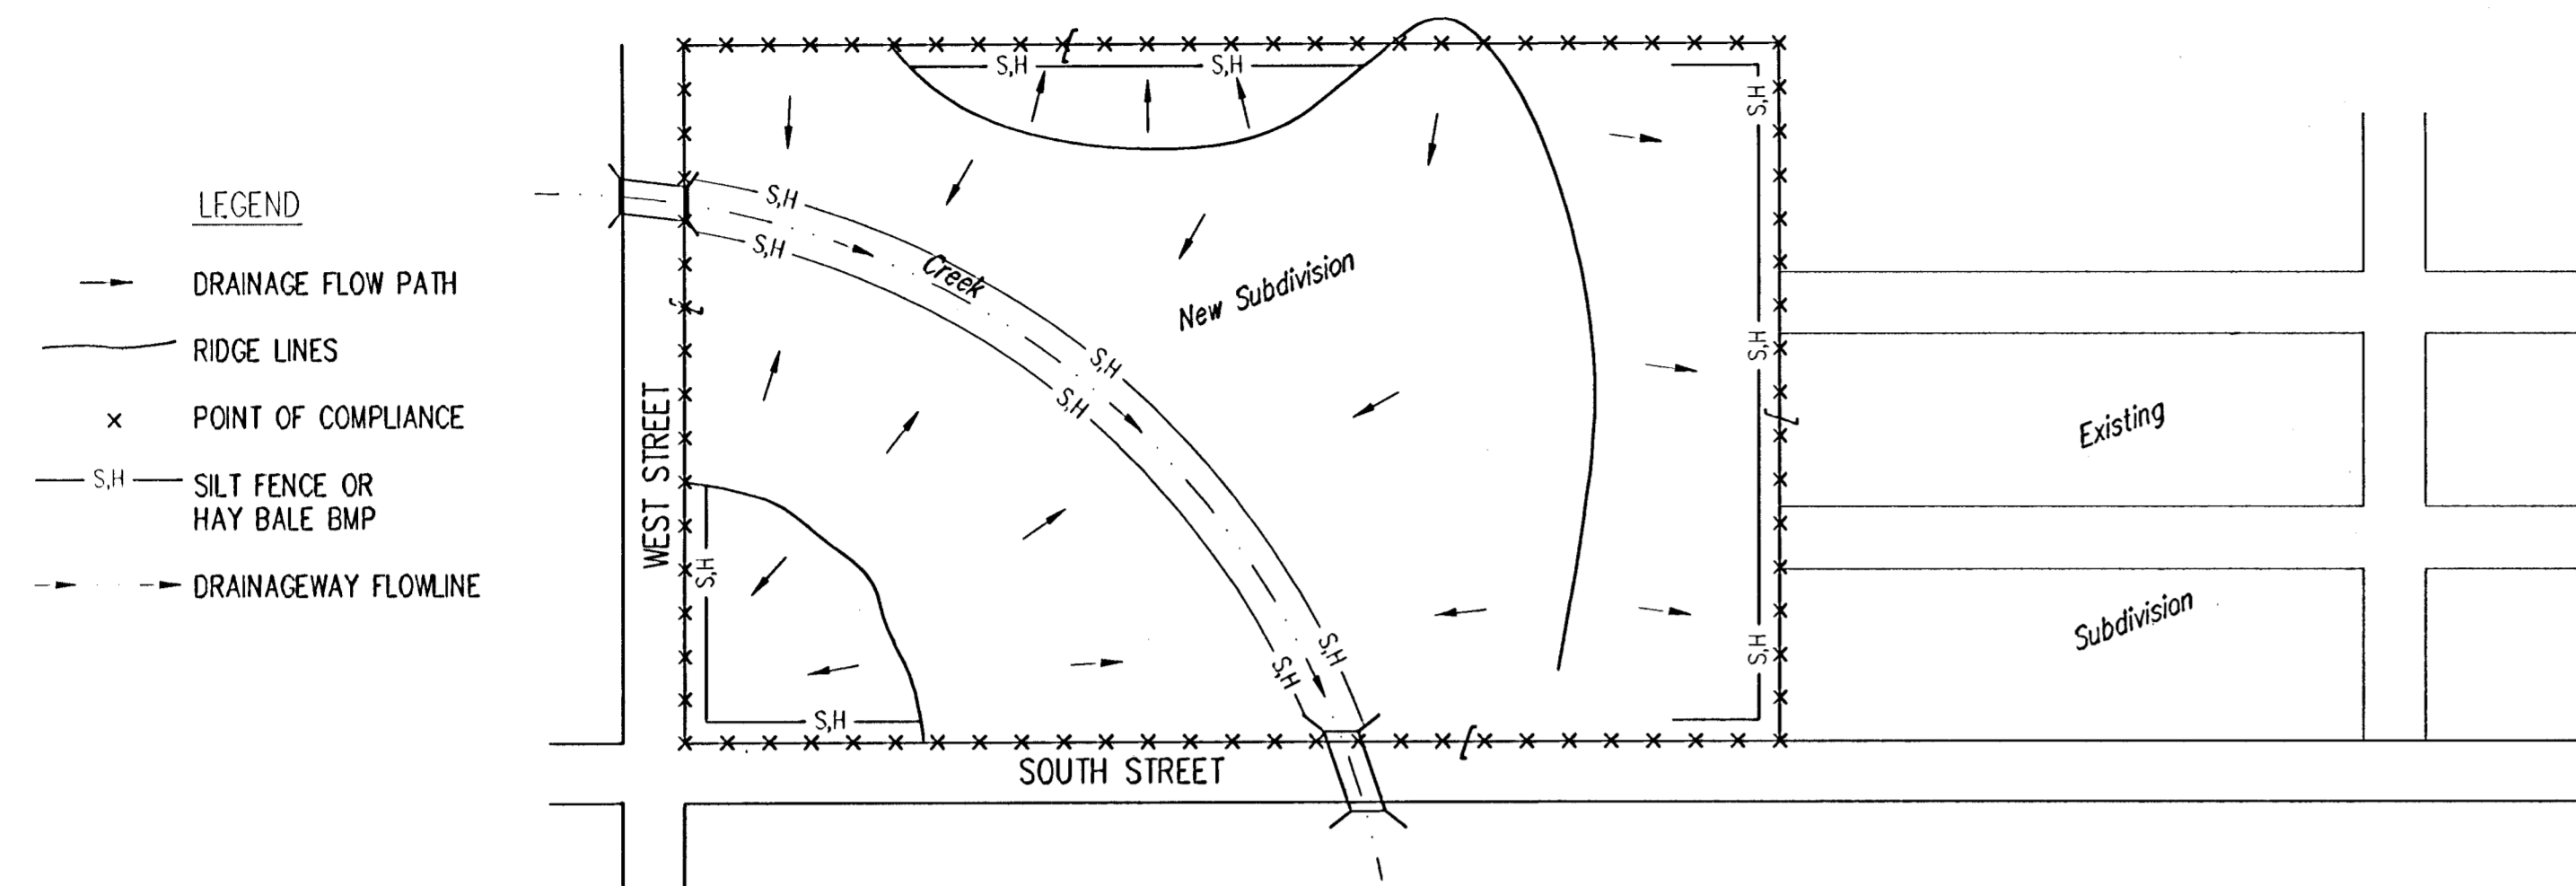 LEGEND
DRAINAGE FLOW PATH
RIDGE LINES
x POINT OF COMPLIANCE
S,H SILT FENCE OR
HAY BALE BMP
DRAINAGEWAY FLOWLINE
S,H
S,H
S,H
S,H
S,H
Creek
New Subdivision
S,H
S,H
S,H
WEST STREET
Existing
S,H
S,H
S,H
S,H
S,H
Subdivision
SOUTH STREET